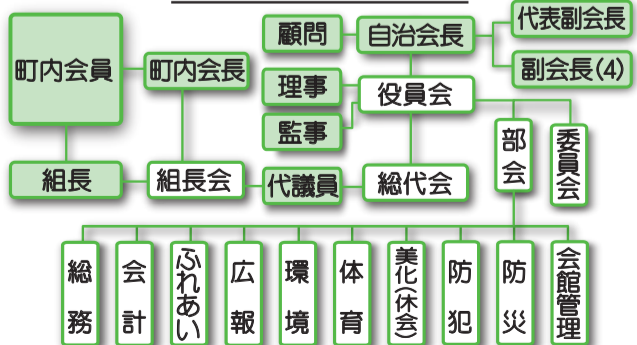 顧問
自治会長
代表副会長
副会長(4)
町内会員
町内会長
理事
役員会
監事
部会
委員会
組長
組長会
代議員
総代会
総務
会計
ふれあい
広報
環境
体育
美化(休会)
防犯
防災
会館管理